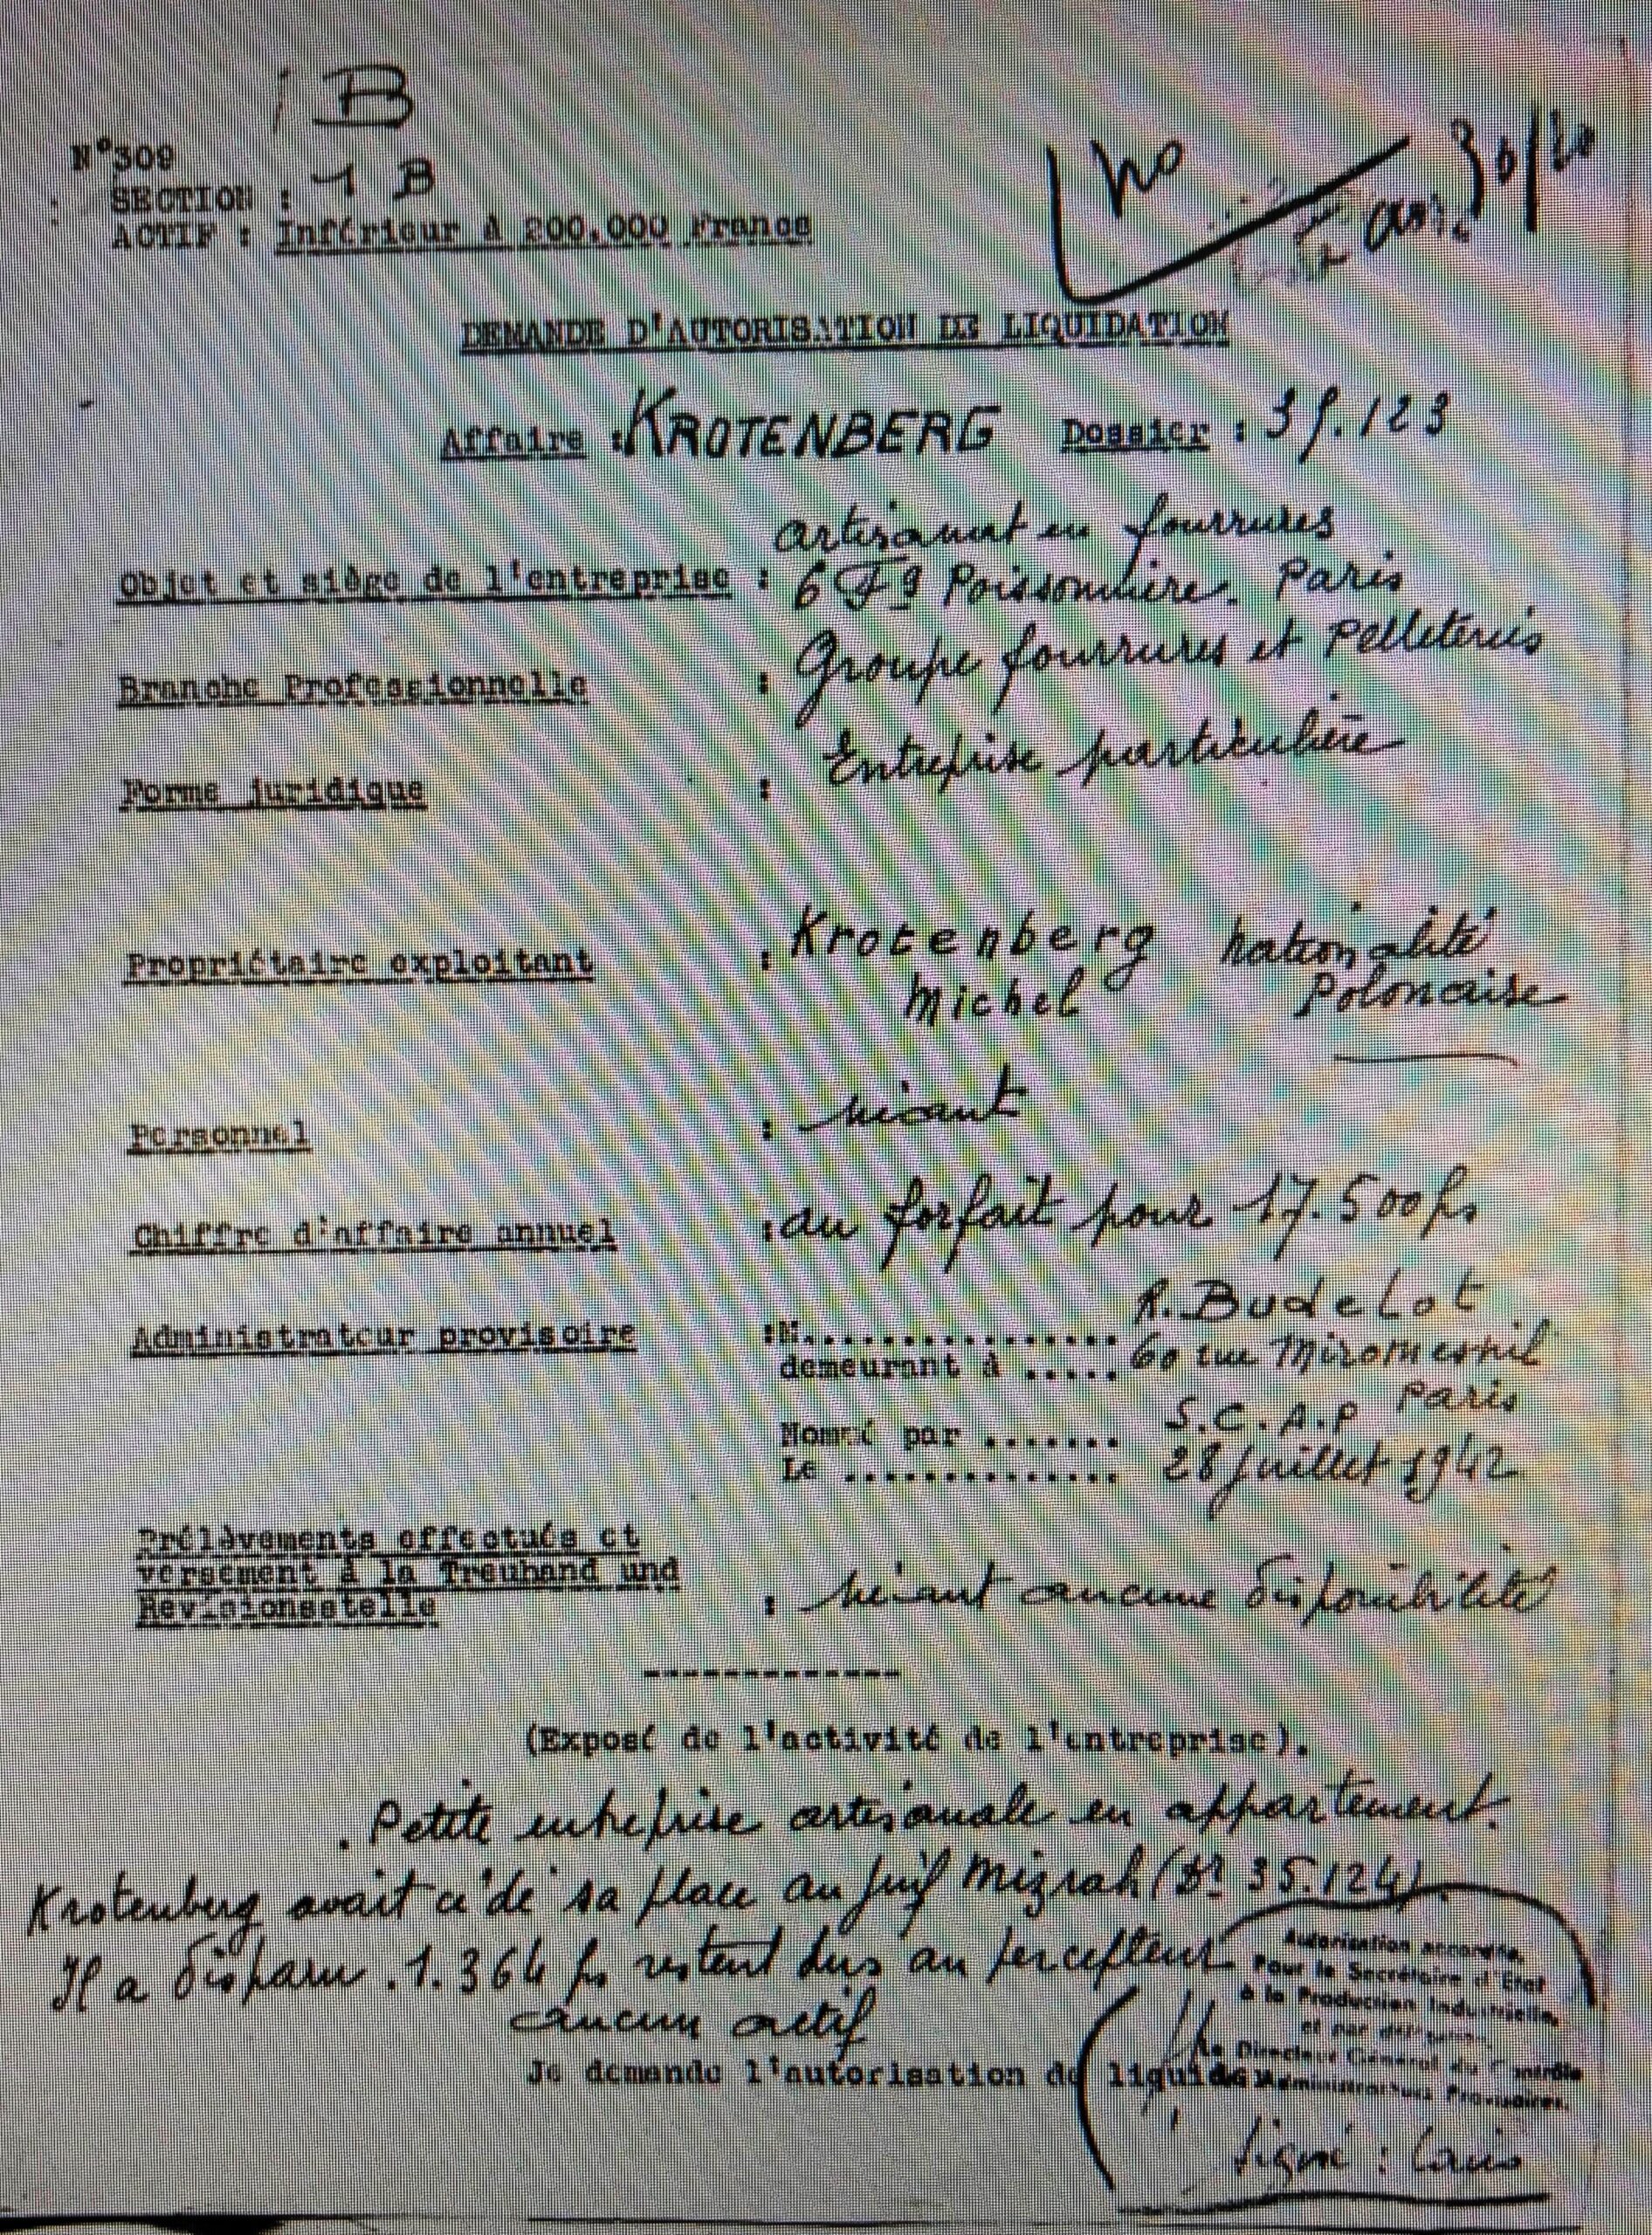 B
N°309
SECTION : 1 B
ACTIF : Inférieur à 200.000 Francs
DEMANDE D'AUTORISATION DE LIQUIDATION
Affaire : KROTENBERG Dossier : 35.123
artisanat en fourrures
Objet et siège de l'entreprise : 6 Fg Poissonnière. Paris
Branche Professionnelle : Groupe fourrures et Pelleteries
Forme juridique : Entreprise particulière
Propriétaire exploitant : Krotenberg nationalité
Michel Polonaise
Personnel : néant
Chiffre d'affaire annuel : au forfait pour 17.500 frs
Administrateur provisoire :M................ R. Budelot
demeurant à ..... 60 rue Miromesnil
Paris
Nommé par ....... S.C.A.P
Le .............. 28 Juillet 1942
Prélèvements effectués et
versement à la Treuhand und
Revisionsstelle : néant aucune disponibilité
-------------
(Exposé de l'activité de l'entreprise).
. Petite entreprise artisanale en appartement.
Krotenberg avait cédé sa place au juif Mizrah (Dr 35.124).
Il a disparu. 1.364 frs restent dus au percepteur
aucun actif
Je demande l'autorisation de liquider
Autorisation accordée,
Pour le Secrétaire d'Etat
à la Production Industrielle,
et par délégation,
Le Directeur Général du Contrôle
Administrateurs Provisoires,
signé :